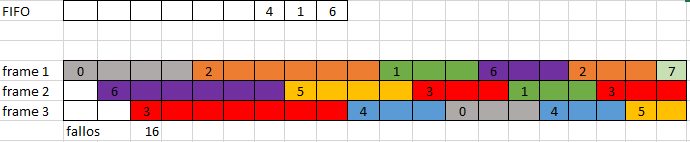 FIFO 4 1 6
frame 1 0 2 1 6 2 7
frame 2 6 5 3 1 3
frame 3 3 4 0 4 5
fallos 16